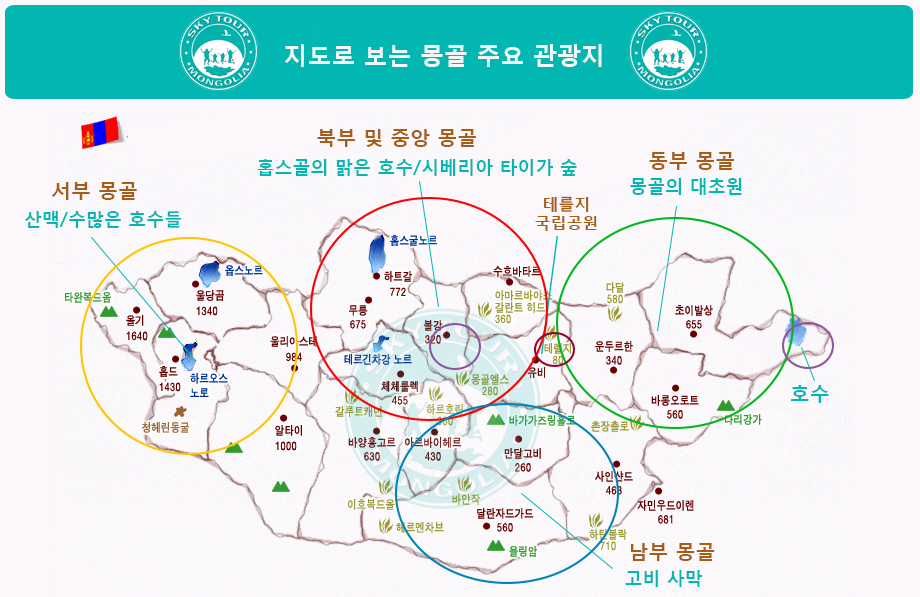 SKY TOUR
MONGOLIA
지도로 보는 몽골 주요 관광지
SKY TOUR
MONGOLIA
북부 및 중앙 몽골
홉스골의 맑은 호수/시베리아 타이가 숲
동부 몽골
몽골의 대초원
서부 몽골
산맥/수많은 호수들
테를지
국립공원
홉스굴노르
하트갈
772
수흐바타르
옵스노르
울당곰
1340
타완복드옴
올기
1640
아마르바야스
갈란트 히드
360
다달
580
무릉
675
볼강
320
초이발상
655
울리아스태
984
테르긴차강 노르
테를지
80
유비
운두르한
340
호수
홉드
1430
하르오스
노로
체체를렉
455
몽골엘스
280
바룽오로트
560
갈루트캐년
하르호린
청헤린동굴
알타이
1000
바양홍고르
630
아르바이헤르
430
바가가즈링촐로
만달고비
260
촌장촐로
다리강가
사인샨드
468
이흐복드올
바안작
자민우드이렌
681
헤르멘차브
달란자드가드
560
욜링암
하탄불락
710
남부 몽골
고비 사막
MONGOLIA